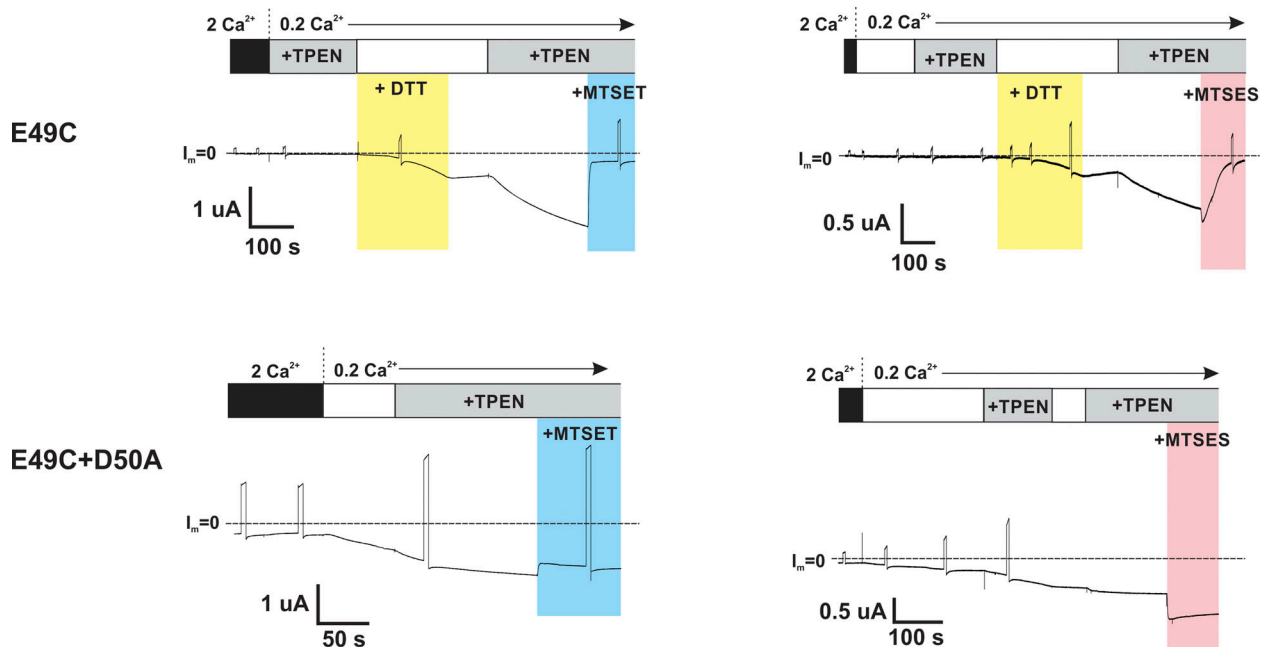 2 Ca²⁺ 0.2 Ca²⁺
+TPEN +TPEN
+ DTT +MTSET
E49C
Iₘ=0
1 uA
100 s
2 Ca²⁺ 0.2 Ca²⁺
+TPEN +TPEN
+ DTT +MTSES
Iₘ=0
0.5 uA
100 s
2 Ca²⁺ 0.2 Ca²⁺
+TPEN
+MTSET
E49C+D50A
Iₘ=0
1 uA
50 s
2 Ca²⁺ 0.2 Ca²⁺
+TPEN +TPEN
+MTSES
Iₘ=0
0.5 uA
100 s